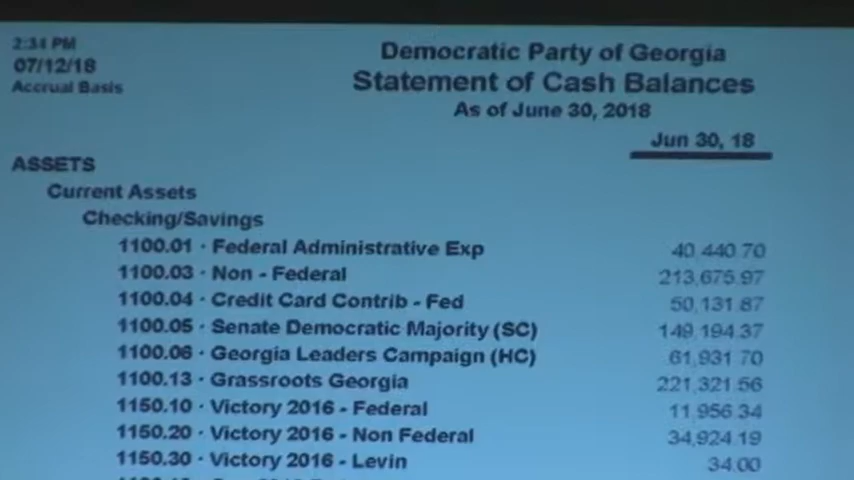 2:34 PM
07/12/18
Accrual Basis
Democratic Party of Georgia
Statement of Cash Balances
As of June 30, 2018
Jun 30, 18
ASSETS
Current Assets
Checking/Savings
1100.01 · Federal Administrative Exp 40,440.70
1100.03 · Non - Federal 213,675.97
1100.04 · Credit Card Contrib - Fed 50,131.87
1100.05 · Senate Democratic Majority (SC) 149,194.37
1100.06 · Georgia Leaders Campaign (HC) 61,931.70
1100.13 · Grassroots Georgia 221,321.56
1150.10 · Victory 2016 - Federal 11,956.34
1150.20 · Victory 2016 - Non Federal 34,924.19
1150.30 · Victory 2016 - Levin 34.00